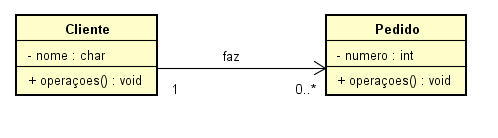 Cliente
- nome : char
+ operaçoes() : void
faz
1
0..*
Pedido
- numero : int
+ operaçoes() : void